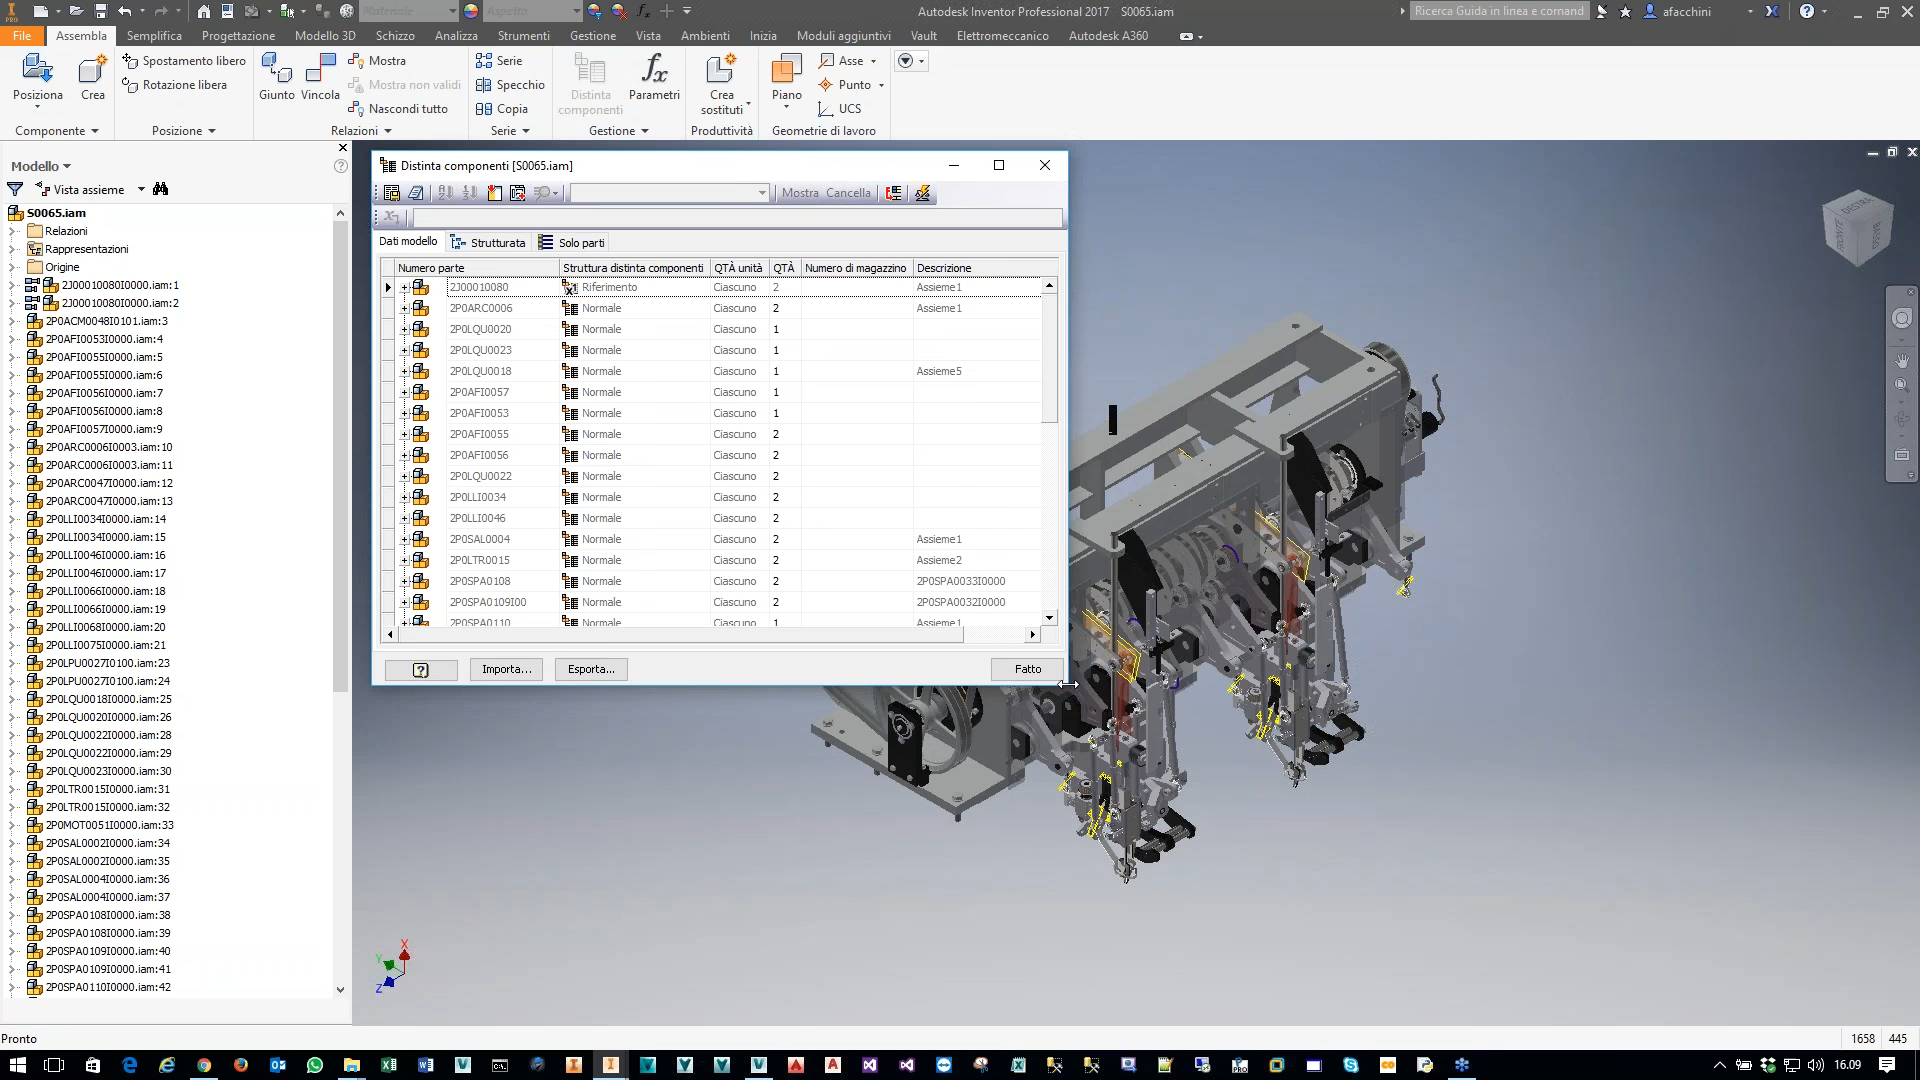 Materiale
Aspetto
Autodesk Inventor Professional 2017 S0065.iam
Ricerca Guida in linea e comand
afacchini
File Assembla Semplifica Progettazione Modello 3D Schizzo Analizza Strumenti Gestione Vista Ambienti Inizia Moduli aggiuntivi Vault Elettromeccanico Autodesk A360
Posiziona
Crea
Spostamento libero
Rotazione libera
Giunto
Vincola
Mostra
Mostra non validi
Nascondi tutto
Serie
Specchio
Copia
Distinta componenti
Parametri
Crea sostituti
Piano
Asse
Punto
UCS
Componente
Posizione
Relazioni
Serie
Gestione
Produttività
Geometrie di lavoro
Modello
Vista assieme
S0065.iam
Relazioni
Rappresentazioni
Origine
2J00010080I0000.iam:1
2J00010080I0000.iam:2
2P0ACM0048I0101.iam:3
2P0AFI0053I0000.iam:4
2P0AFI0055I0000.iam:5
2P0AFI0055I0000.iam:6
2P0AFI0056I0000.iam:7
2P0AFI0056I0000.iam:8
2P0AFI0057I0000.iam:9
2P0ARC0006I0003.iam:10
2P0ARC0006I0003.iam:11
2P0ARC0047I0000.iam:12
2P0ARC0047I0000.iam:13
2P0LLI0034I0000.iam:14
2P0LLI0034I0000.iam:15
2P0LLI0046I0000.iam:16
2P0LLI0046I0000.iam:17
2P0LLI0066I0000.iam:18
2P0LLI0066I0000.iam:19
2P0LLI0068I0000.iam:20
2P0LLI0075I0000.iam:21
2P0LPU0027I0100.iam:23
2P0LPU0027I0100.iam:24
2P0LQU0018I0000.iam:25
2P0LQU0020I0000.iam:26
2P0LQU0022I0000.iam:28
2P0LQU0022I0000.iam:29
2P0LQU0023I0000.iam:30
2P0LTR0015I0000.iam:31
2P0LTR0015I0000.iam:32
2P0MOT0051I0000.iam:33
2P0SAL0002I0000.iam:34
2P0SAL0002I0000.iam:35
2P0SAL0004I0000.iam:36
2P0SAL0004I0000.iam:37
2P0SPA0108I0000.iam:38
2P0SPA0108I0000.iam:39
2P0SPA0109I0000.iam:40
2P0SPA0109I0000.iam:41
2P0SPA0110I0000.iam:42
Distinta componenti [S0065.iam]
Mostra Cancella
Dati modello Strutturata Solo parti
Numero parte Struttura distinta componenti QTÀ unità QTÀ Numero di magazzino Descrizione
2J00010080 Riferimento Ciascuno 2 Assieme1
2P0ARC0006 Normale Ciascuno 2 Assieme1
2P0LQU0020 Normale Ciascuno 1
2P0LQU0023 Normale Ciascuno 1
2P0LQU0018 Normale Ciascuno 1 Assieme5
2P0AFI0057 Normale Ciascuno 1
2P0AFI0053 Normale Ciascuno 1
2P0AFI0055 Normale Ciascuno 2
2P0AFI0056 Normale Ciascuno 2
2P0LQU0022 Normale Ciascuno 2
2P0LLI0034 Normale Ciascuno 2
2P0LLI0046 Normale Ciascuno 2
2P0SAL0004 Normale Ciascuno 2 Assieme1
2P0LTR0015 Normale Ciascuno 2 Assieme2
2P0SPA0108 Normale Ciascuno 2 2P0SPA0033I0000
2P0SPA0109I00 Normale Ciascuno 2 2P0SPA0032I0000
2P0SPA0110 Normale Ciascuno 1 Assieme1
Importa... Esporta... Fatto
FRONTE
DESTRA
X
Y
Z
Pronto
1658 445
16.09